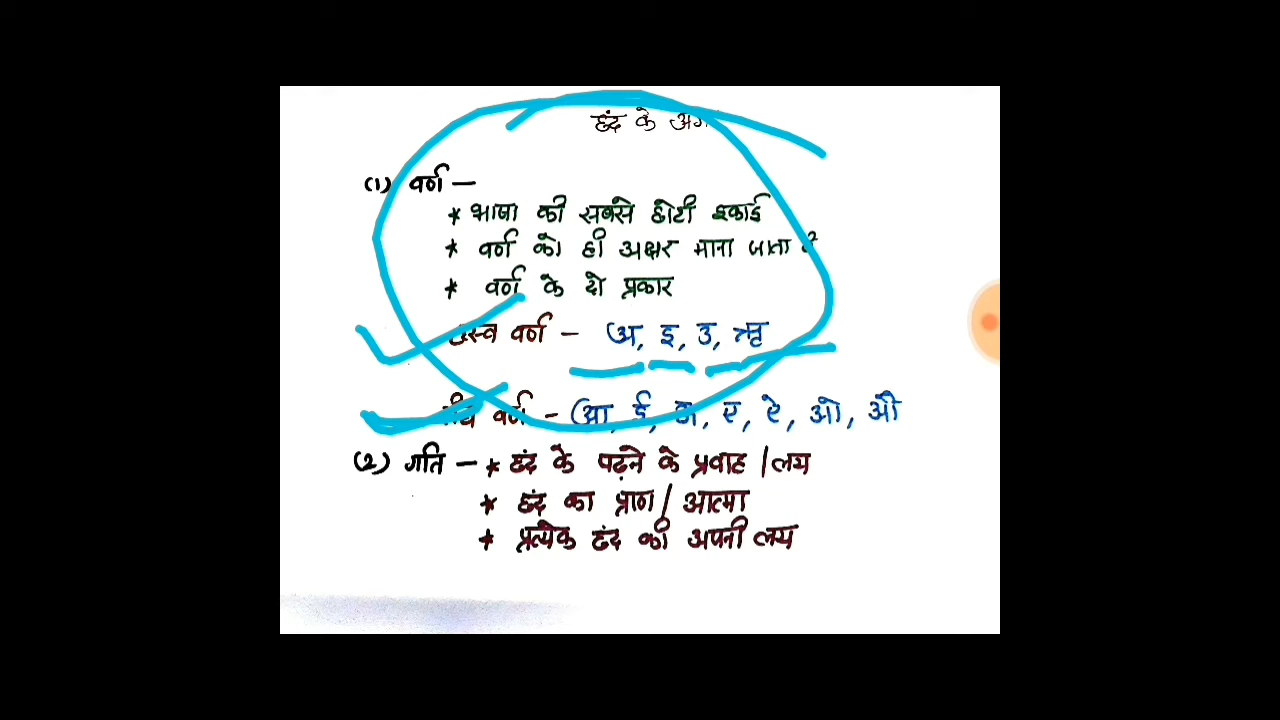 छंद के अंग
(1) वर्ण —
* भाषा की सबसे छोटी इकाई
* वर्ण को ही अक्षर माना जाता है
* वर्ण के दो प्रकार
ह्रस्व वर्ण – (अ, इ, उ, ऋ
दीर्घ वर्ण – (आ, ई, ऊ, ए, ऐ, ओ, औ
(2) गति – * छंद के पढ़ने के प्रवाह / लय
* छंद का प्राण / आत्मा
* प्रत्येक छंद की अपनी लय